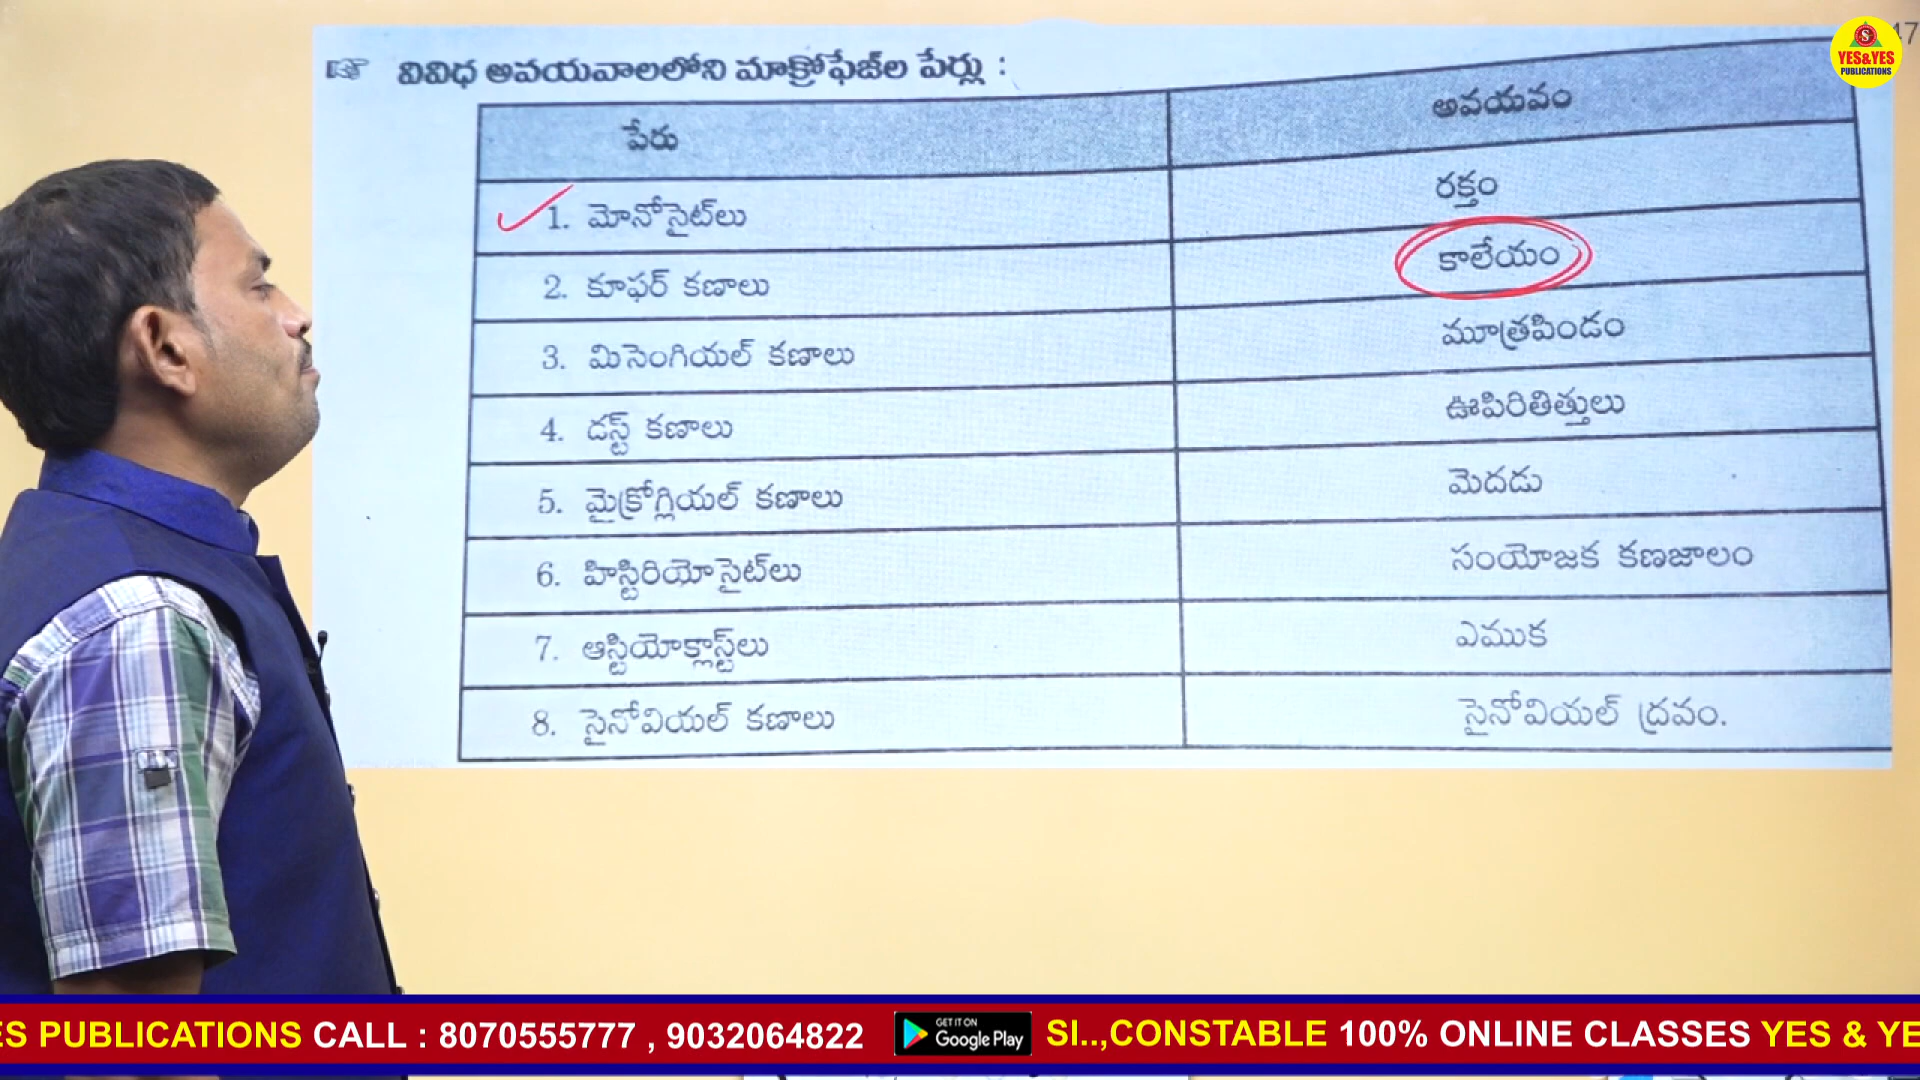 47
YES&YES
PUBLICATIONS
వివిధ అవయవాలలోని మాక్రోఫేజ్‌ల పేర్లు :
పేరు అవయవం
1. మోనోసైట్‌లు రక్తం
2. కూఫర్ కణాలు కాలేయం
3. మిసెంగియల్ కణాలు మూత్రపిండం
4. డస్ట్ కణాలు ఊపిరితిత్తులు
5. మైక్రోగ్లియల్ కణాలు మెదడు
6. హిస్టిరియోసైట్‌లు సంయోజక కణజాలం
7. ఆస్టియోక్లాస్ట్‌లు ఎముక
8. సైనోవియల్ కణాలు సైనోవియల్ ద్రవం.
ES PUBLICATIONS CALL : 8070555777 , 9032064822 GET IT ON Google Play SI..,CONSTABLE 100% ONLINE CLASSES YES & YE